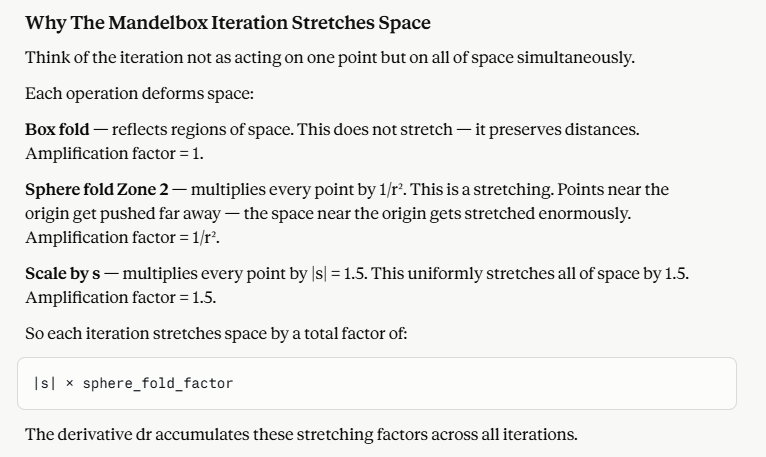 Why The Mandelbox Iteration Stretches Space
Think of the iteration not as acting on one point but on all of space simultaneously.
Each operation deforms space:
Box fold — reflects regions of space. This does not stretch — it preserves distances.
Amplification factor = 1.
Sphere fold Zone 2 — multiplies every point by 1/r². This is a stretching. Points near the
origin get pushed far away — the space near the origin gets stretched enormously.
Amplification factor = 1/r².
Scale by s — multiplies every point by |s| = 1.5. This uniformly stretches all of space by 1.5.
Amplification factor = 1.5.
So each iteration stretches space by a total factor of:
|s| × sphere_fold_factor
The derivative dr accumulates these stretching factors across all iterations.